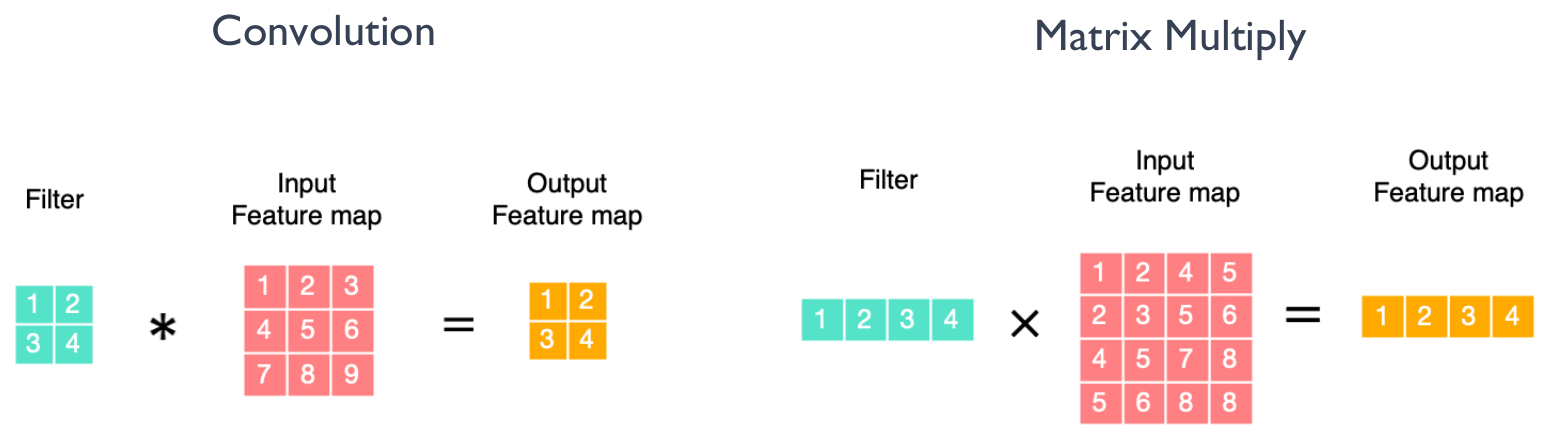 Convolution
Filter
Input
Feature map
Output
Feature map
1 2
3 4
*
1 2 3
4 5 6
7 8 9
=
1 2
3 4
Matrix Multiply
Filter
Input
Feature map
Output
Feature map
1 2 3 4
×
1 2 4 5
2 3 5 6
4 5 7 8
5 6 8 8
=
1 2 3 4